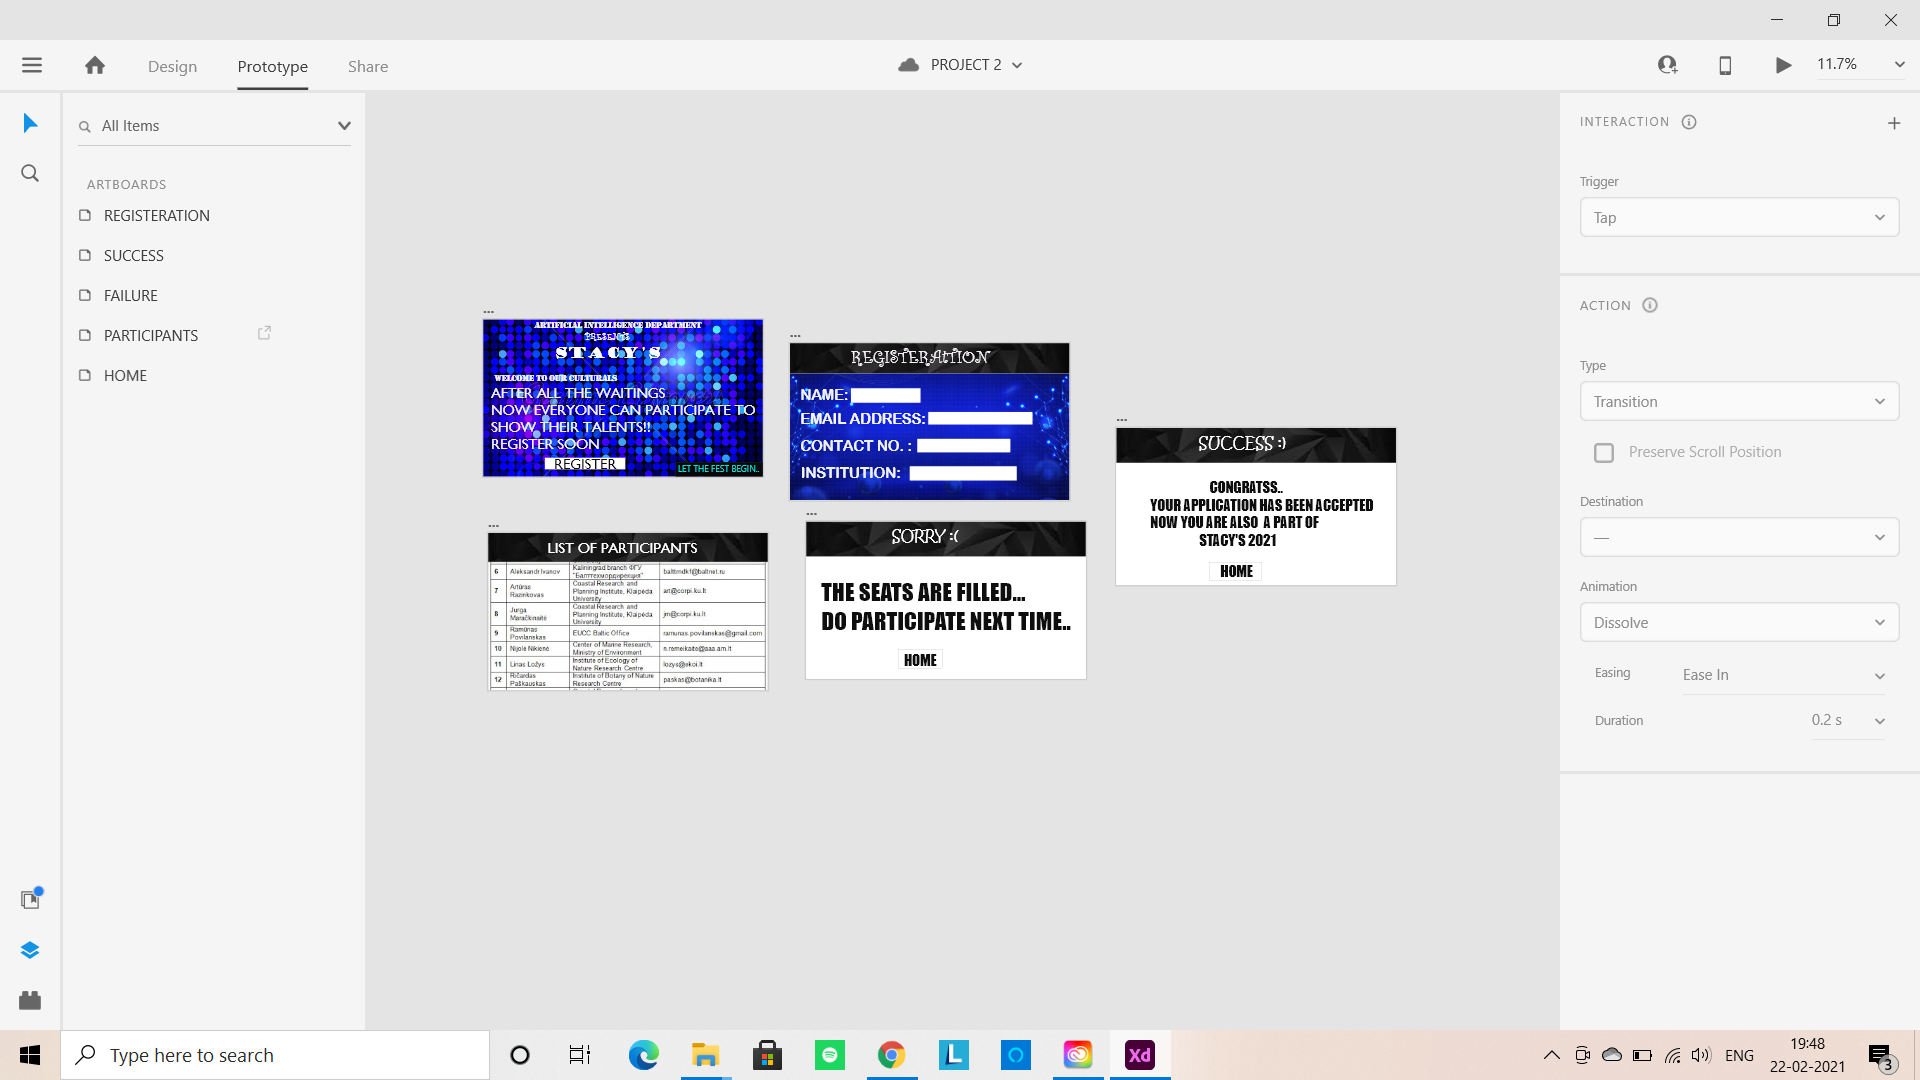 Design
Prototype
Share
PROJECT 2
11.7%
All Items
ARTBOARDS
REGISTERATION
SUCCESS
FAILURE
PARTICIPANTS
HOME
ARTIFICIAL INTELLIGENCE DEPARTMENT
PRESENTS
STACY'S
WELCOME TO OUR CULTURALS
AFTER ALL THE WAITINGS
NOW EVERYONE CAN PARTICIPATE TO
SHOW THEIR TALENTS!!
REGISTER SOON
REGISTER
LET THE FEST BEGIN..
REGISTERATION
NAME:
EMAIL ADDRESS:
CONTACT NO. :
INSTITUTION:
SUCCESS :)
CONGRATSS..
YOUR APPLICATION HAS BEEN ACCEPTED
NOW YOU ARE ALSO A PART OF
STACY'S 2021
HOME
LIST OF PARTICIPANTS
6 Aleksandr Ivanov Kaliningrad branch ФГУ "Балттехмордирекция" balttmdkf@baltnet.ru
7 Artūras Razinkovas Coastal Research and Planning Institute, Klaipėda University art@corpi.ku.lt
8 Jurga Maračkinaitė Coastal Research and Planning Institute, Klaipėda University jm@corpi.ku.lt
9 Ramūnas Povilanskas EUCC Baltic Office ramunas.povilanskas@gmail.com
10 Nijolė Nikienė Center of Marine Research, Ministry of Environment n.remeikaite@aaa.am.lt
11 Linas Ložys Institute of Ecology of Nature Research Centre lozys@ekoi.lt
12 Ričardas Paškauskas Institute of Botany of Nature Research Centre paskas@botanika.lt
SORRY :(
THE SEATS ARE FILLED...
DO PARTICIPATE NEXT TIME..
HOME
INTERACTION
Trigger
Tap
ACTION
Type
Transition
Preserve Scroll Position
Destination
—
Animation
Dissolve
Easing
Ease In
Duration
0.2 s
Type here to search
L
Xd
ENG
19:48
22-02-2021
3